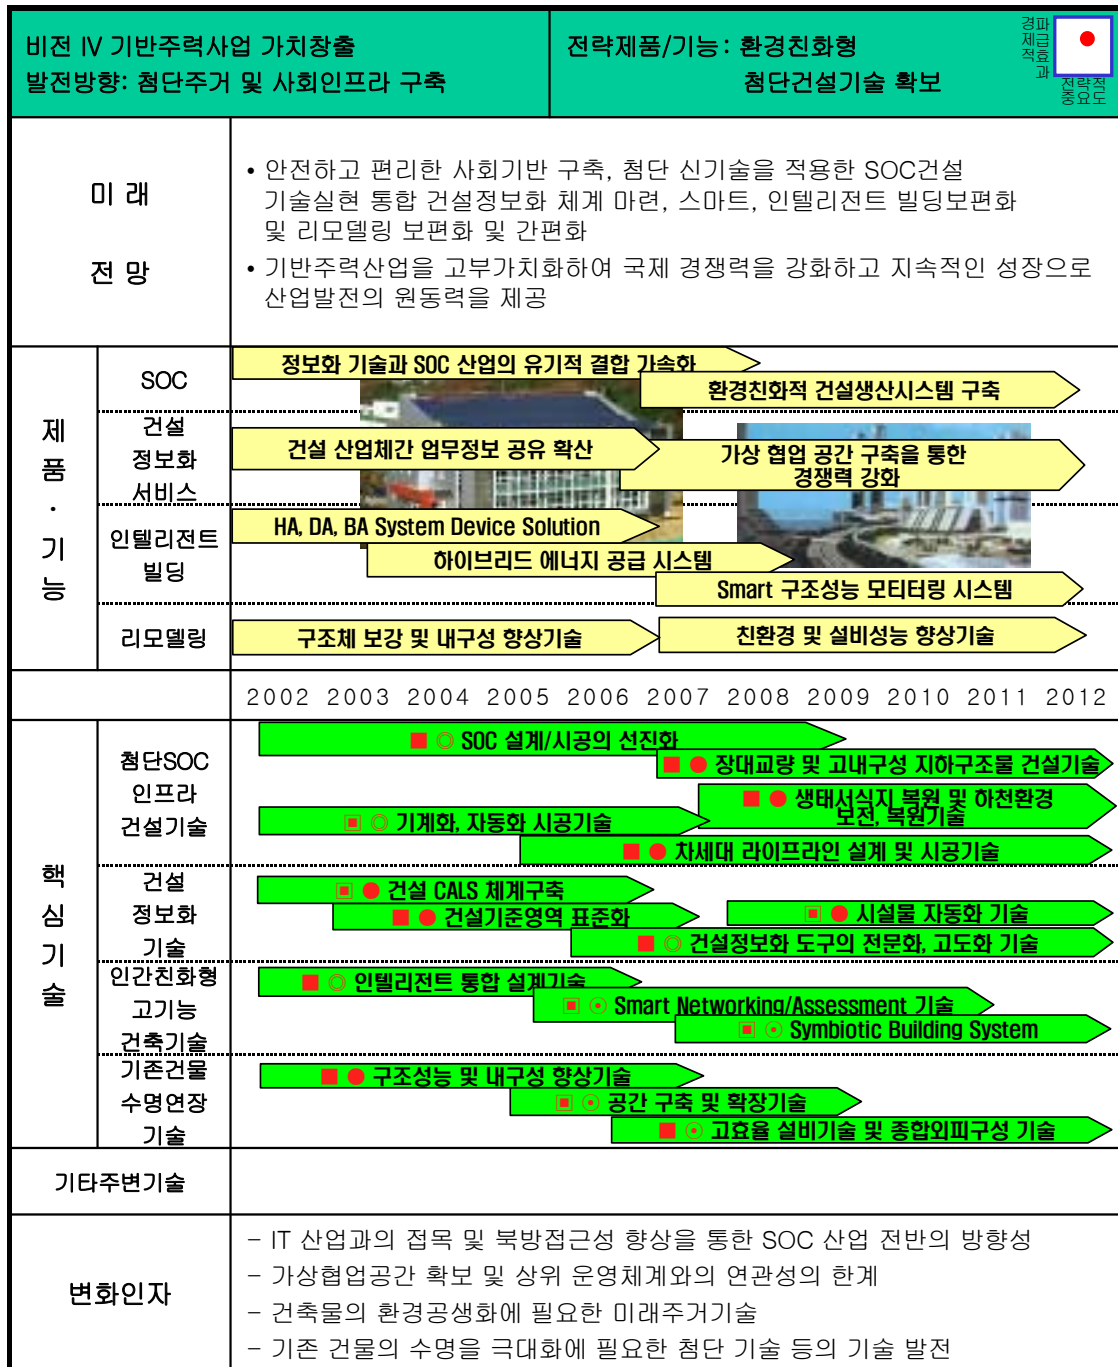 비전 Ⅳ 기반주력사업 가치창출
발전방향: 첨단주거 및 사회인프라 구축
전략제품/기능: 환경친화형
첨단건설기술 확보
경제적
파급효과
전략적
중요도
미 래
전 망
• 안전하고 편리한 사회기반 구축, 첨단 신기술을 적용한 SOC건설
기술실현 통합 건설정보화 체계 마련, 스마트, 인텔리전트 빌딩보편화
및 리모델링 보편화 및 간편화
• 기반주력산업을 고부가치화하여 국제 경쟁력을 강화하고 지속적인 성장으로
산업발전의 원동력을 제공
제
품
·
기
능
SOC
정보화 기술과 SOC 산업의 유기적 결합 가속화
환경친화적 건설생산시스템 구축
건설
정보화
서비스
건설 산업체간 업무정보 공유 확산
가상 협업 공간 구축을 통한
경쟁력 강화
인텔리전트
빌딩
HA, DA, BA System Device Solution
하이브리드 에너지 공급 시스템
Smart 구조성능 모티터링 시스템
리모델링
구조체 보강 및 내구성 향상기술
친환경 및 설비성능 향상기술
2002 2003 2004 2005 2006 2007 2008 2009 2010 2011 2012
핵
심
기
술
첨단SOC
인프라
건설기술
■ ◎ SOC 설계/시공의 선진화
■ ● 장대교량 및 고내구성 지하구조물 건설기술
■ ● 생태서식지 복원 및 하천환경
보전, 복원기술
▣ ◎ 기계화, 자동화 시공기술
■ ● 차세대 라이프라인 설계 및 시공기술
건설
정보화
기술
▣ ● 건설 CALS 체계구축
■ ● 건설기준영역 표준화
▣ ● 시설물 자동화 기술
■ ◎ 건설정보화 도구의 전문화, 고도화 기술
인간친화형
고기능
건축기술
■ ◎ 인텔리전트 통합 설계기술
▣ ⊙ Smart Networking/Assessment 기술
▣ ⊙ Symbiotic Building System
기존건물
수명연장
기술
■ ● 구조성능 및 내구성 향상기술
▣ ⊙ 공간 구축 및 확장기술
■ ⊙ 고효율 설비기술 및 종합외피구성 기술
기타주변기술
변화인자
– IT 산업과의 접목 및 북방접근성 향상을 통한 SOC 산업 전반의 방향성
– 가상협업공간 확보 및 상위 운영체계와의 연관성의 한계
– 건축물의 환경공생화에 필요한 미래주거기술
– 기존 건물의 수명을 극대화에 필요한 첨단 기술 등의 기술 발전